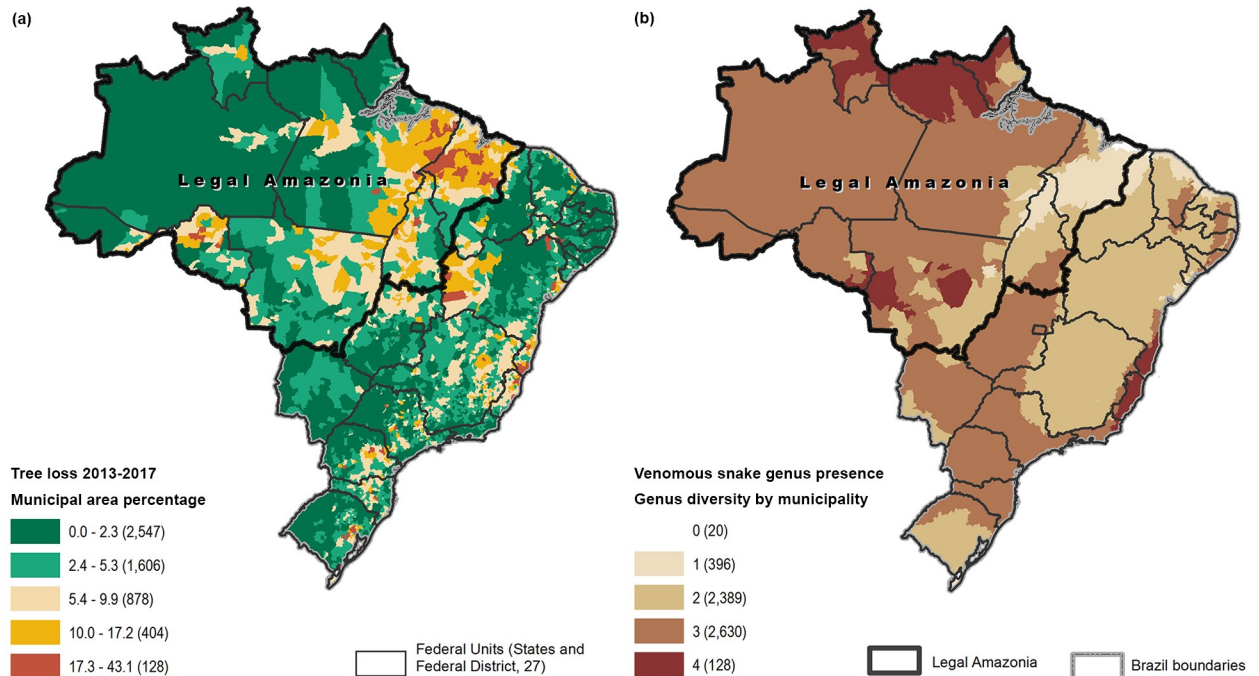 (a)
Legal Amazonia
Tree loss 2013-2017
Municipal area percentage
0.0 - 2.3 (2,547)
2.4 - 5.3 (1,606)
5.4 - 9.9 (878)
10.0 - 17.2 (404)
17.3 - 43.1 (128)
Federal Units (States and
Federal District, 27)
(b)
Legal Amazonia
Venomous snake genus presence
Genus diversity by municipality
0 (20)
1 (396)
2 (2,389)
3 (2,630)
4 (128)
Legal Amazonia
Brazil boundaries